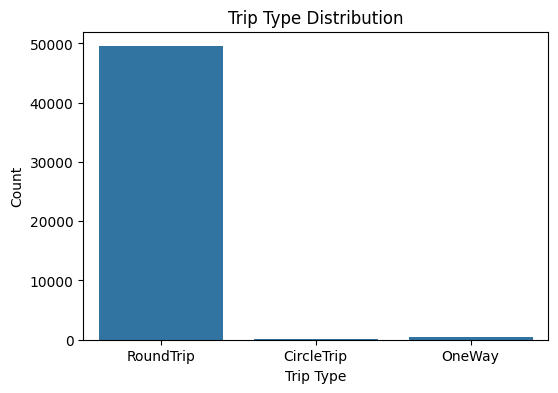 Trip Type Distribution
50000
40000
30000
20000
10000
0
Count
RoundTrip CircleTrip OneWay
Trip Type